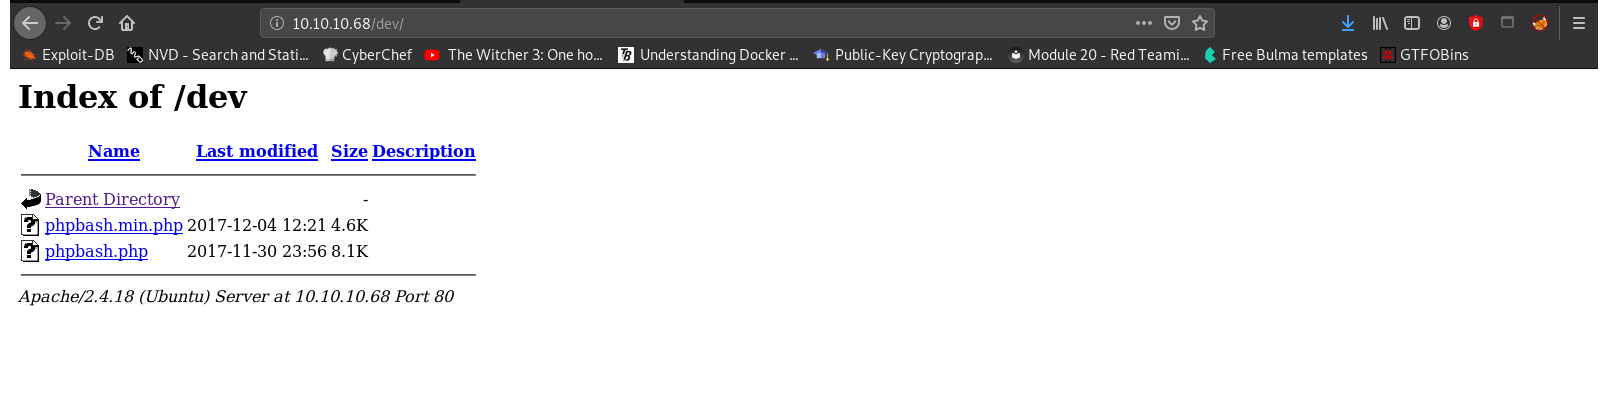 10.10.10.68/dev/
Exploit-DB NVD - Search and Stati... CyberChef The Witcher 3: One ho... Understanding Docker ... Public-Key Cryptograp... Module 20 - Red Teami... Free Bulma templates GTFOBins
Index of /dev
Name Last modified Size Description
Parent Directory -
phpbash.min.php 2017-12-04 12:21 4.6K
phpbash.php 2017-11-30 23:56 8.1K
Apache/2.4.18 (Ubuntu) Server at 10.10.10.68 Port 80